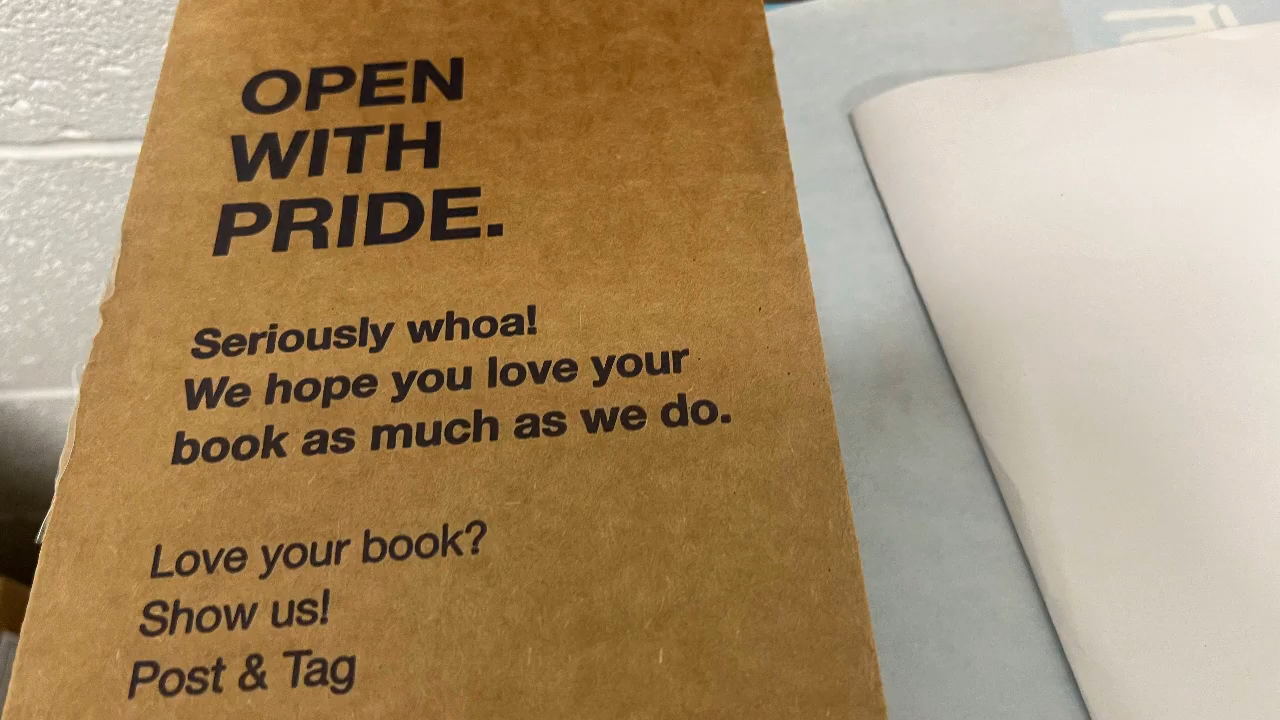 OPEN
WITH
PRIDE.
Seriously whoa!
We hope you love your
book as much as we do.
Love your book?
Show us!
Post & Tag